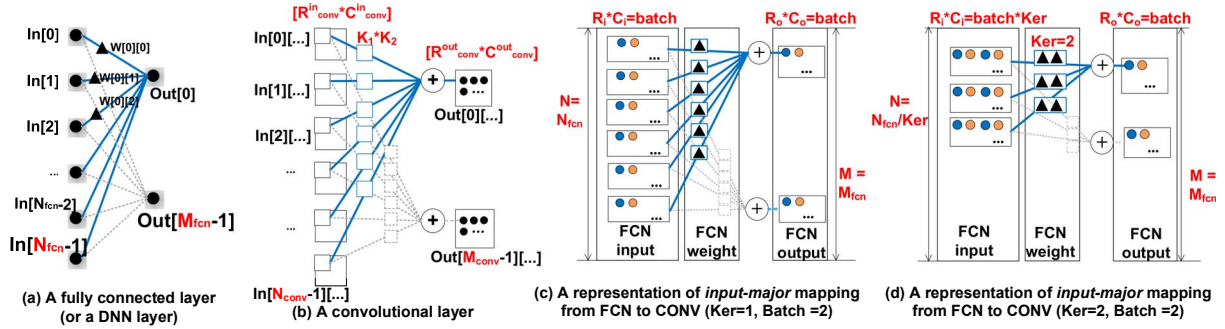 In[0]
In[1]
In[2]
...
In[Nfcn-2]
In[Nfcn-1]
W[0][0]
W[0][1]
W[0][2]
Out[0]
Out[Mfcn-1]
(a) A fully connected layer
(or a DNN layer)
[R^in_conv*C^in_conv]
In[0][...]
In[1][...]
In[2][...]
...
...
In[Nconv-1][...]
K1*K2
[R^out_conv*C^out_conv]
+
...
Out[0][...]
+
...
Out[Mconv-1][...]
(b) A convolutional layer
Ri*Ci=batch
Ro*Co=batch
N=
Nfcn
...
...
...
...
...
...
+
...
+
...
M =
Mfcn
FCN
input
FCN
weight
FCN
output
(c) A representation of input-major mapping
from FCN to CONV (Ker=1, Batch =2)
Ri*Ci=batch*Ker
Ro*Co=batch
Ker=2
N=
Nfcn/Ker
...
...
...
+
...
+
...
M =
Mfcn
FCN
input
FCN
weight
FCN
output
(d) A representation of input-major mapping
from FCN to CONV (Ker=2, Batch =2)